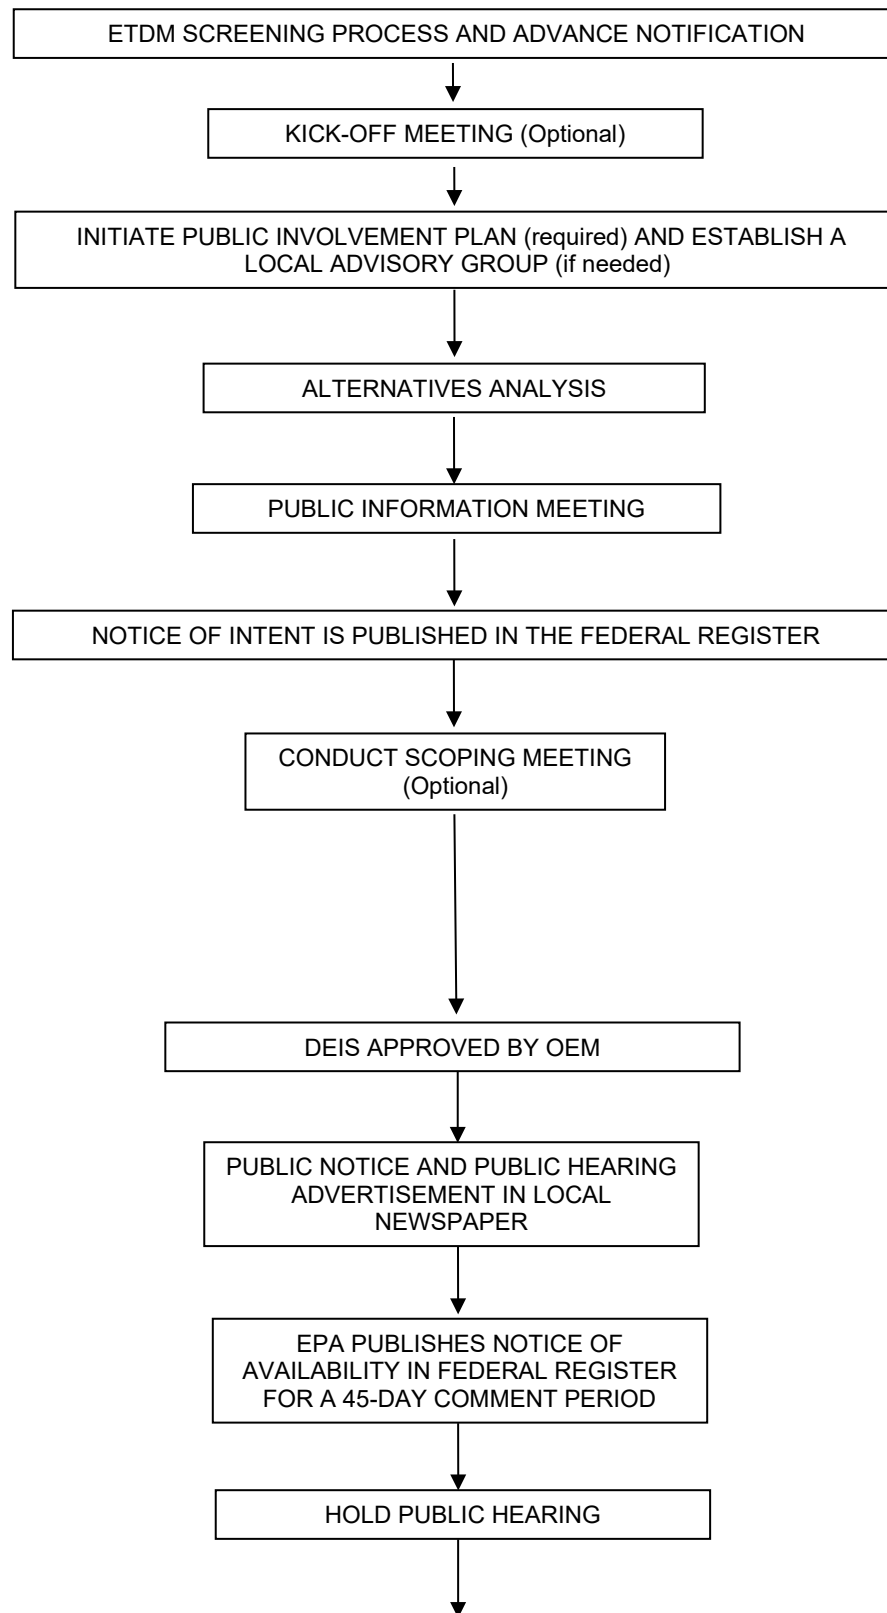 ETDM SCREENING PROCESS AND ADVANCE NOTIFICATION
KICK-OFF MEETING (Optional)
INITIATE PUBLIC INVOLVEMENT PLAN (required) AND ESTABLISH A
LOCAL ADVISORY GROUP (if needed)
ALTERNATIVES ANALYSIS
PUBLIC INFORMATION MEETING
NOTICE OF INTENT IS PUBLISHED IN THE FEDERAL REGISTER
CONDUCT SCOPING MEETING
(Optional)
DEIS APPROVED BY OEM
PUBLIC NOTICE AND PUBLIC HEARING
ADVERTISEMENT IN LOCAL
NEWSPAPER
EPA PUBLISHES NOTICE OF
AVAILABILITY IN FEDERAL REGISTER
FOR A 45-DAY COMMENT PERIOD
HOLD PUBLIC HEARING